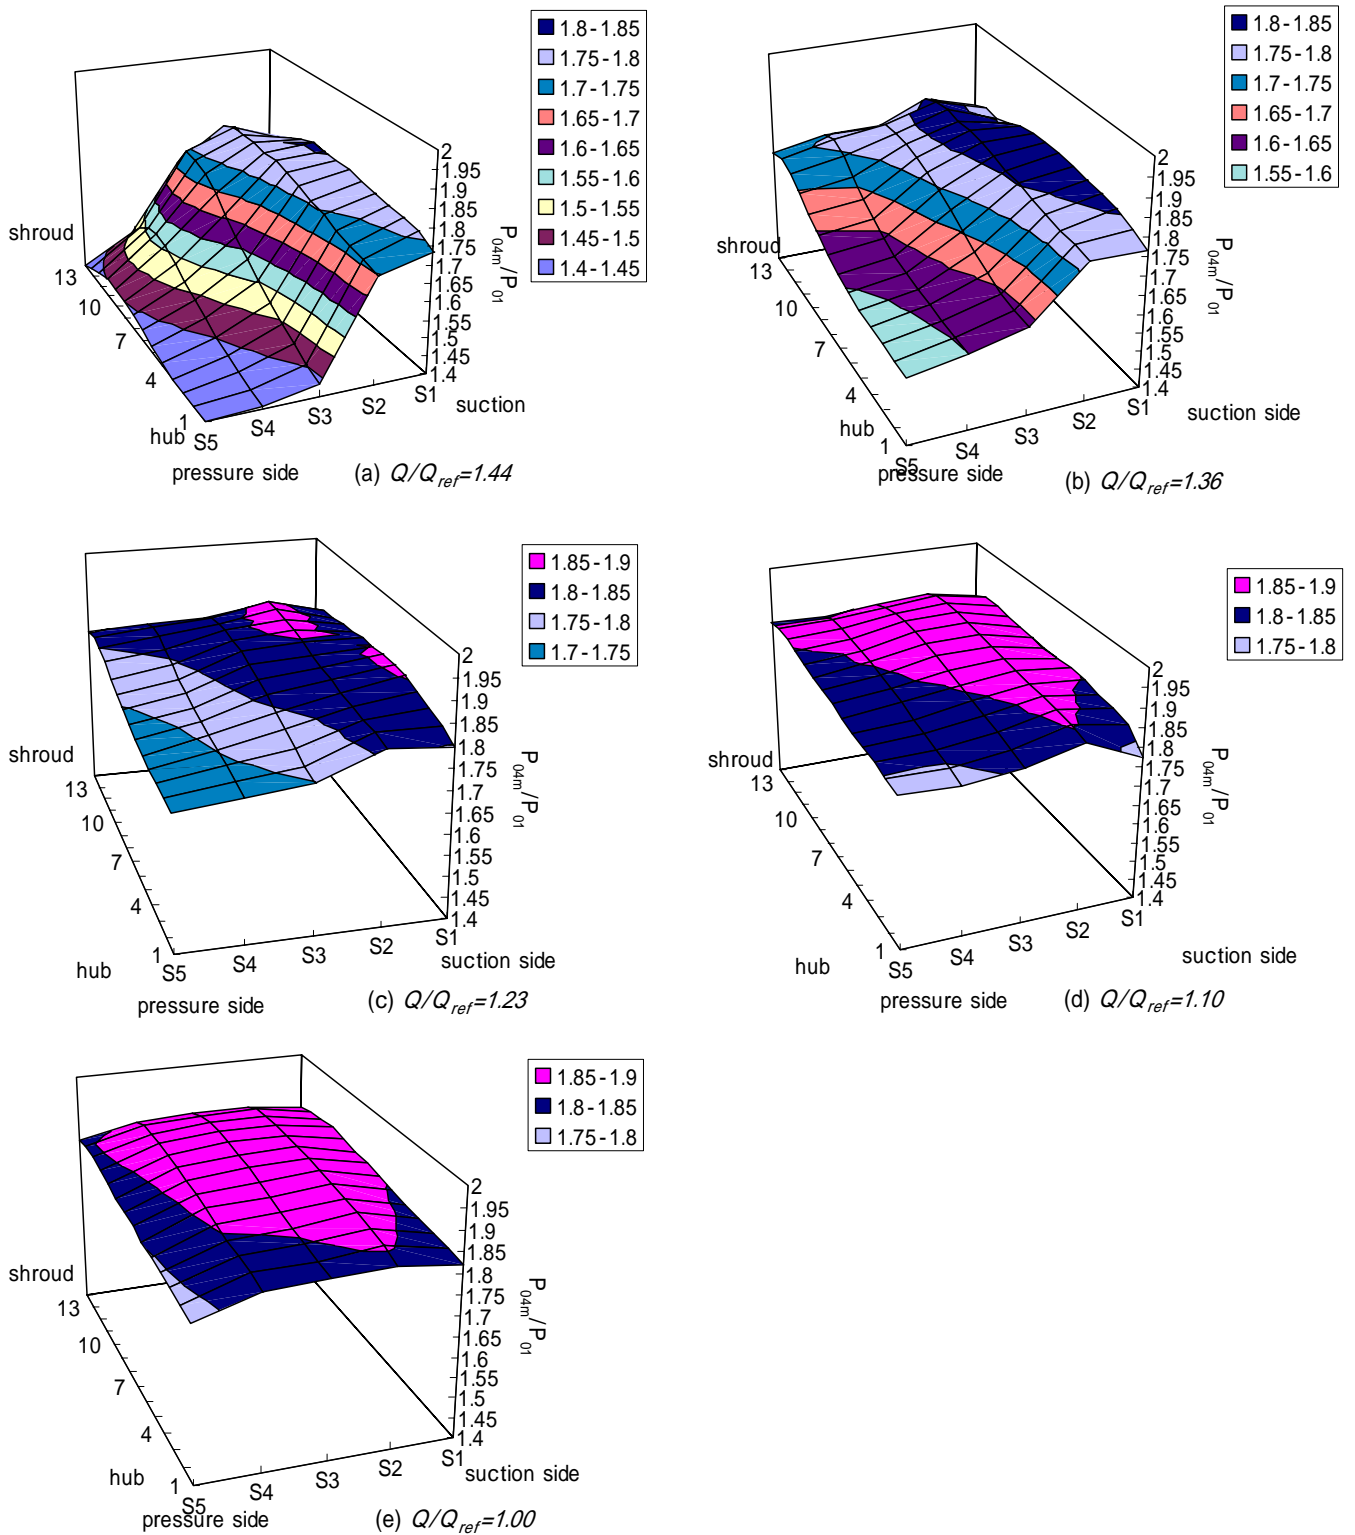 1.8-1.85
1.75-1.8
1.7-1.75
1.65-1.7
1.6-1.65
1.55-1.6
1.5-1.55
1.45-1.5
1.4-1.45
2
1.95
1.9
1.85
1.8
1.75
1.7
1.65
1.6
1.55
1.5
1.45
1.4
P04m/P01
shroud
13
10
7
4
1
hub
S5
S4
S3
S2
S1
suction
pressure side
(a) Q/Qref=1.44
1.8-1.85
1.75-1.8
1.7-1.75
1.65-1.7
1.6-1.65
1.55-1.6
2
1.95
1.9
1.85
1.8
1.75
1.7
1.65
1.6
1.55
1.5
1.45
1.4
P04m/P01
shroud
13
10
7
4
1
hub
S5
S4
S3
S2
S1
suction side
pressure side
(b) Q/Qref=1.36
1.85-1.9
1.8-1.85
1.75-1.8
1.7-1.75
2
1.95
1.9
1.85
1.8
1.75
1.7
1.65
1.6
1.55
1.5
1.45
1.4
P04m/P01
shroud
13
10
7
4
1
hub
S5
S4
S3
S2
S1
suction side
pressure side
(c) Q/Qref=1.23
1.85-1.9
1.8-1.85
1.75-1.8
2
1.95
1.9
1.85
1.8
1.75
1.7
1.65
1.6
1.55
1.5
1.45
1.4
P04m/P01
shroud
13
10
7
4
1
hub
S5
S4
S3
S2
S1
suction side
pressure side
(d) Q/Qref=1.10
1.85-1.9
1.8-1.85
1.75-1.8
2
1.95
1.9
1.85
1.8
1.75
1.7
1.65
1.6
1.55
1.5
1.45
1.4
P04m/P01
shroud
13
10
7
4
1
hub
S5
S4
S3
S2
S1
suction side
pressure side
(e) Q/Qref=1.00